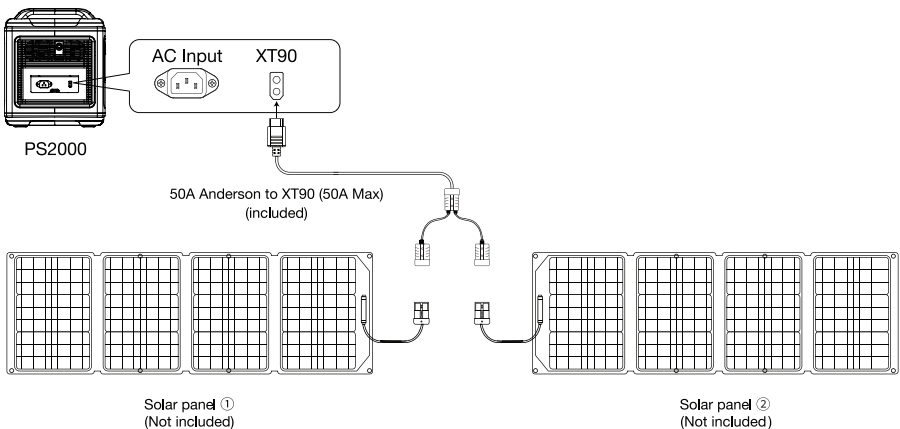 AC Input
XT90
PS2000
50A Anderson to XT90 (50A Max)
(included)
Solar panel ①
(Not included)
Solar panel ②
(Not included)